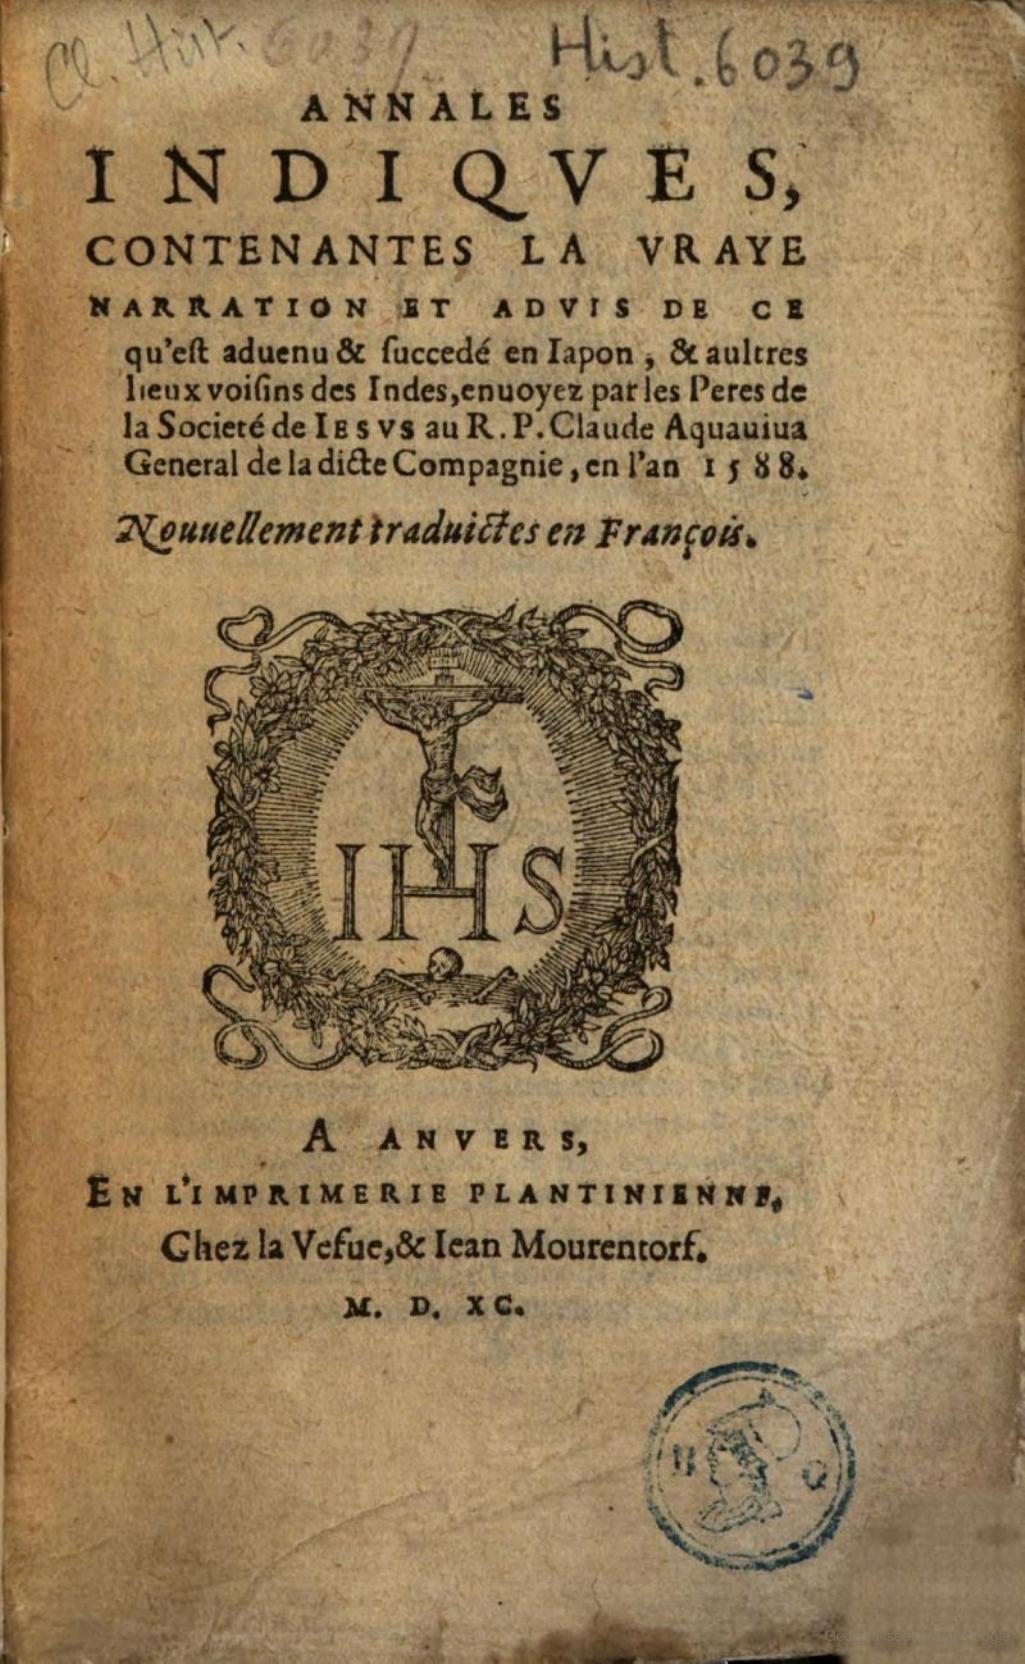 Cl. Hist. 6039
Hist. 6039
ANNALES
INDIQVES,
CONTENANTES LA VRAYE
NARRATION ET ADVIS DE CE
qu'eſt aduenu & ſuccedé en Iapon, & aultres
lieux voiſins des Indes, enuoyez par les Peres de
la Societé de IESVS au R. P. Claude Aquauiua
General de la dicte Compagnie, en l'an 1588.
Nouuellement traduictes en François.
IHS
A ANVERS,
EN L'IMPRIMERIE PLANTINIENNE,
Chez la Vefue, & Iean Mourentorf.
M. D. XC.